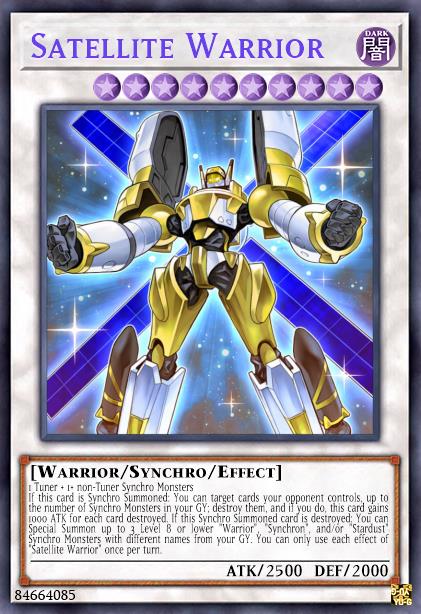 Satellite Warrior
DARK
闇
[Warrior/Synchro/Effect]
1 Tuner + 1+ non-Tuner Synchro Monsters
If this card is Synchro Summoned: You can target cards your opponent controls, up to
the number of Synchro Monsters in your GY; destroy them, and if you do, this card gains
1000 ATK for each card destroyed. If this Synchro Summoned card is destroyed: You can
Special Summon up to 3 Level 8 or lower "Warrior", "Synchron", and/or "Stardust"
Synchro Monsters with different names from your GY. You can only use each effect of
"Satellite Warrior" once per turn.
ATK/2500 DEF/2000
84664085